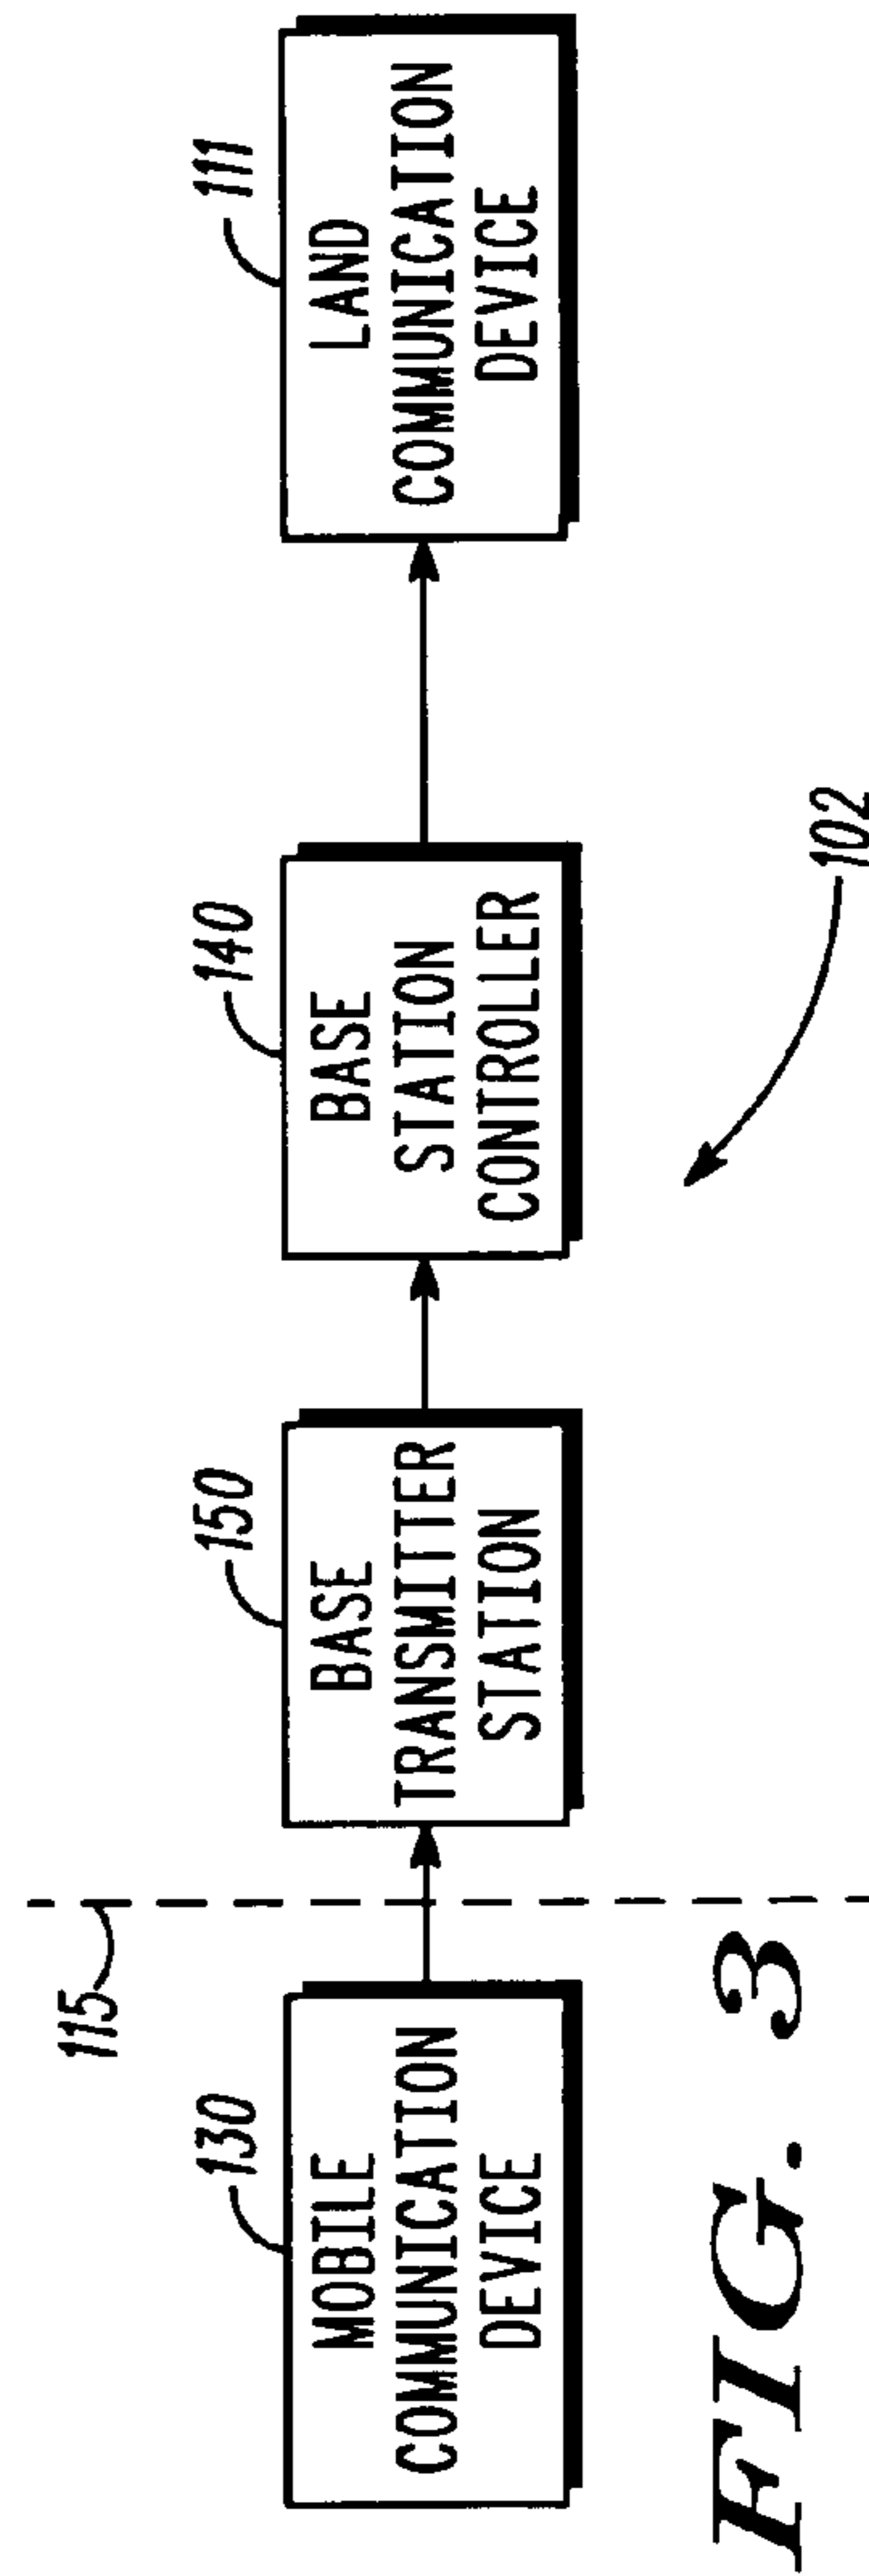 115
130
MOBILE
COMMUNICATION
DEVICE
150
BASE
TRANSMITTER
STATION
140
BASE
STATION
CONTROLLER
111
LAND
COMMUNICATION
DEVICE
102
FIG. 3